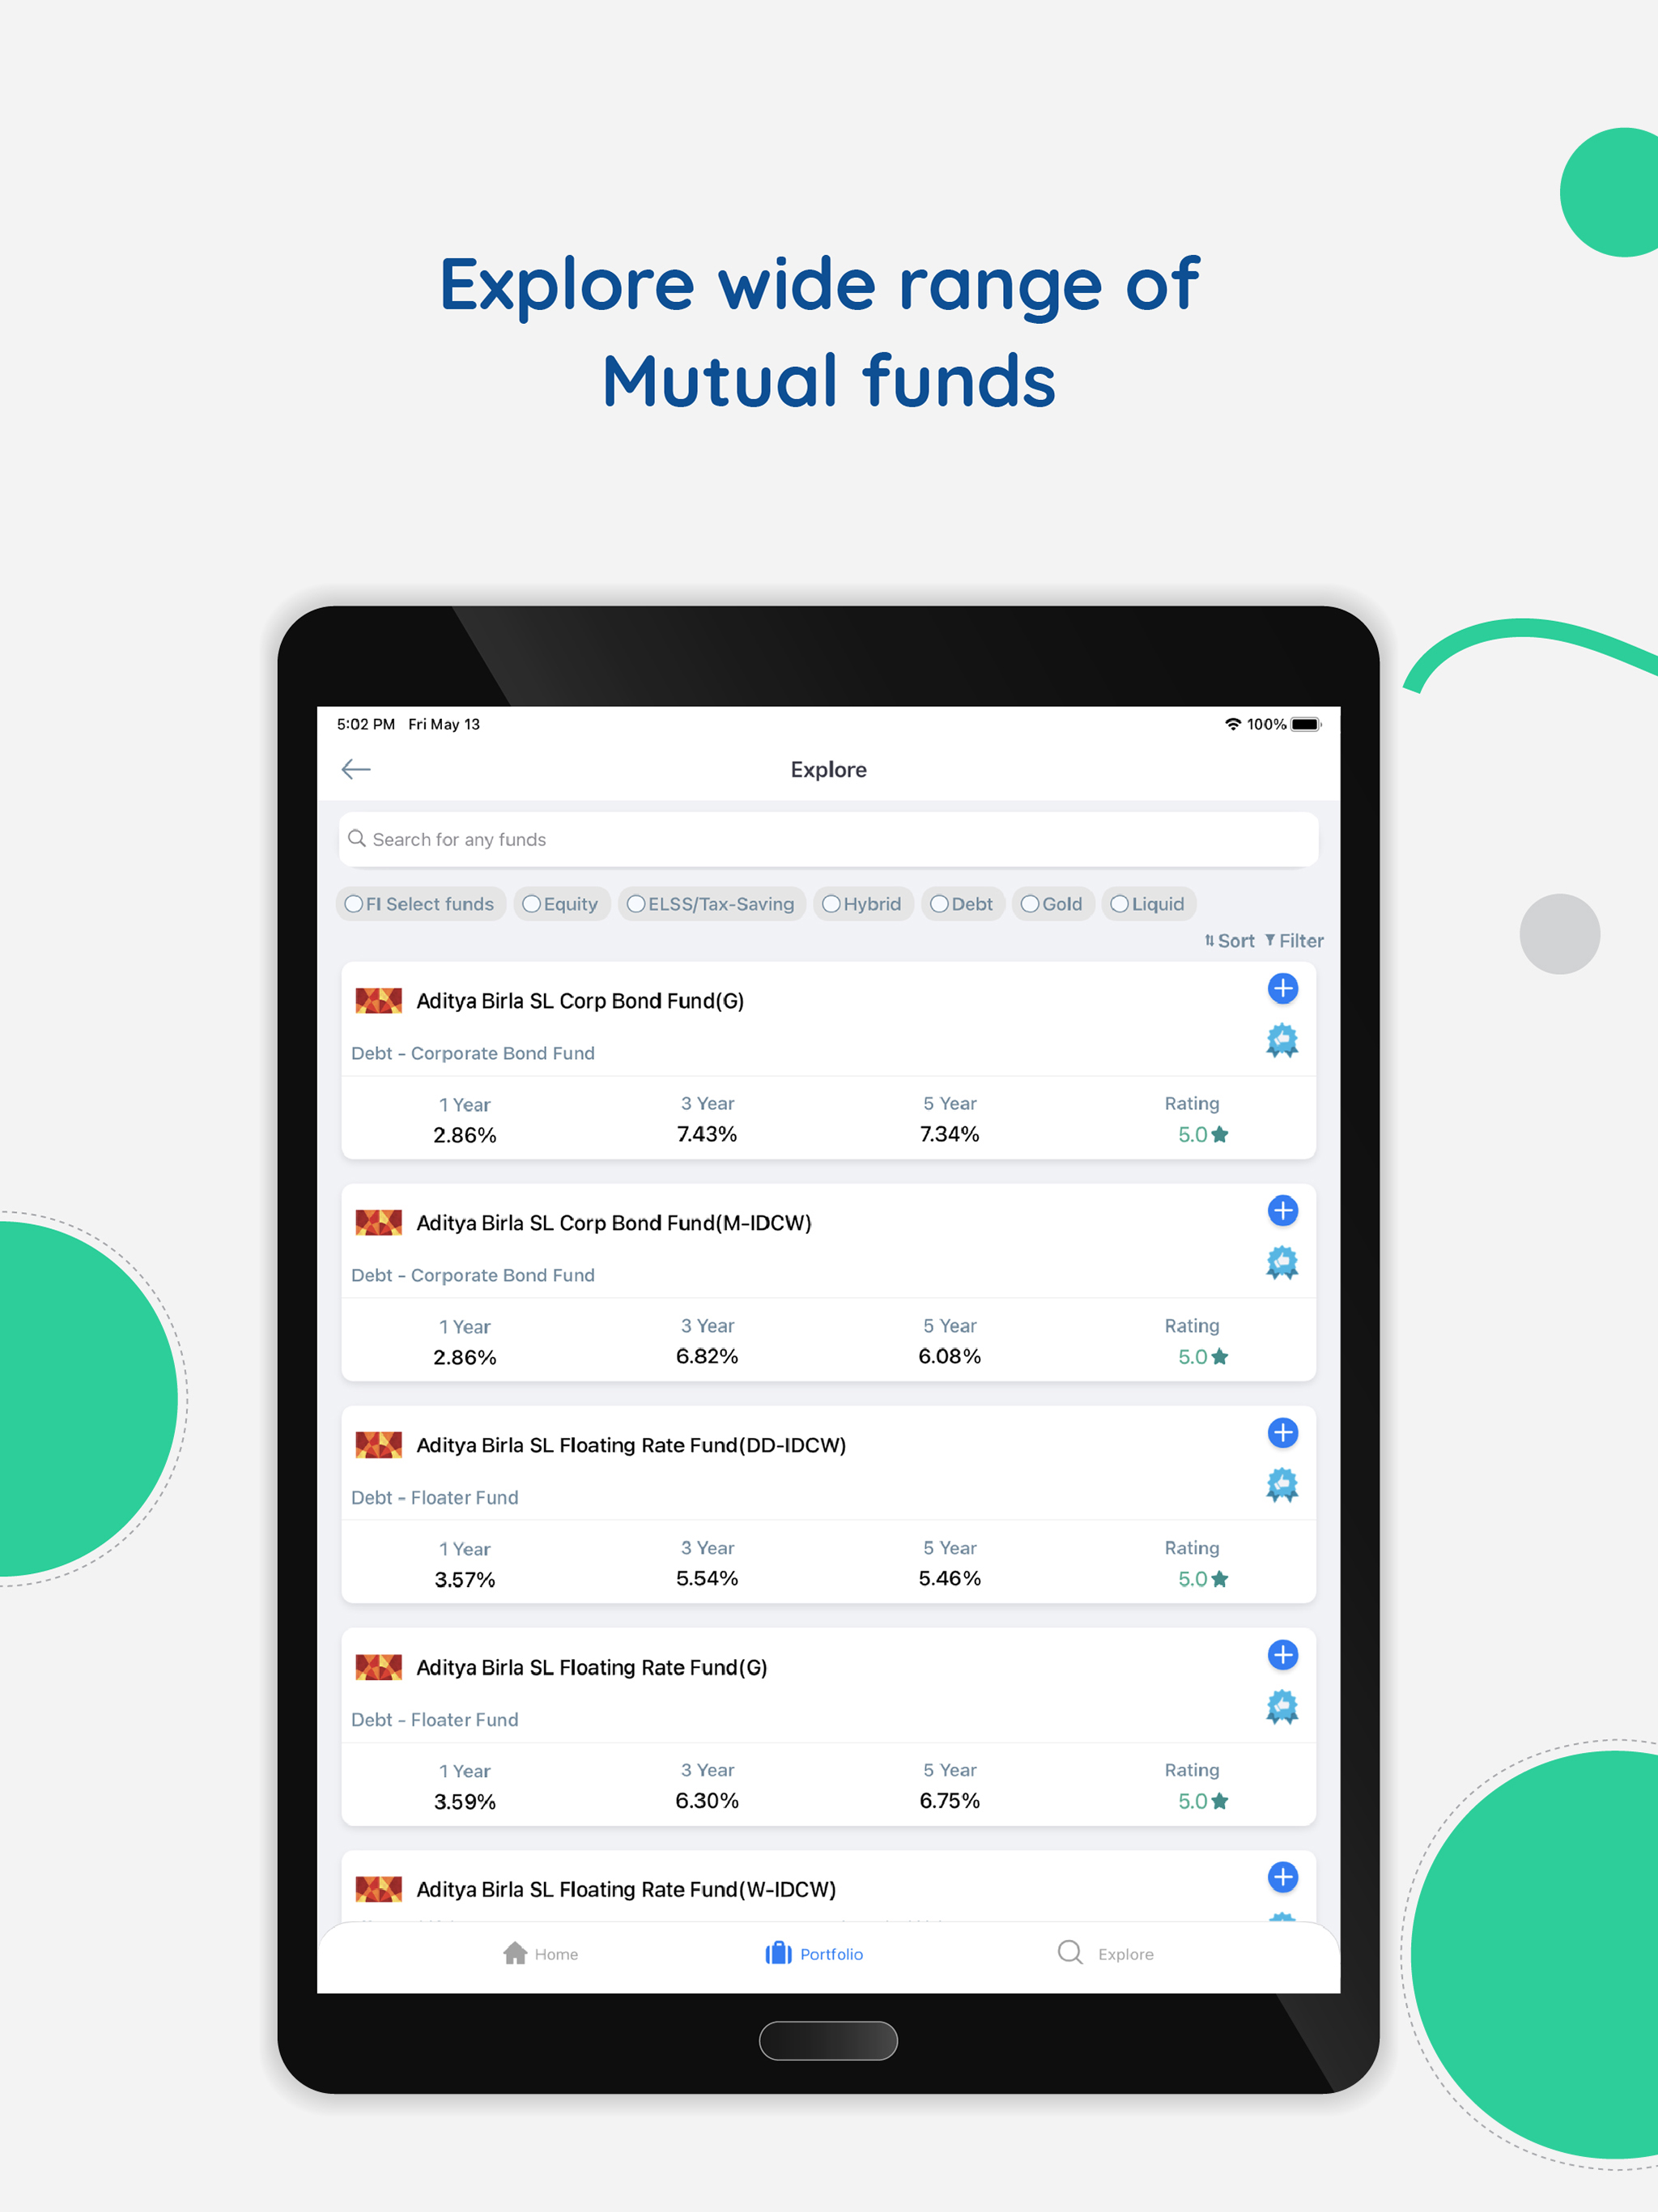 Explore wide range of
Mutual funds
5:02 PM Fri May 13 100%
Explore
Search for any funds
FI Select funds Equity ELSS/Tax-Saving Hybrid Debt Gold Liquid
Sort Filter
Aditya Birla SL Corp Bond Fund(G)
Debt - Corporate Bond Fund
1 Year 3 Year 5 Year Rating
2.86% 7.43% 7.34% 5.0
Aditya Birla SL Corp Bond Fund(M-IDCW)
Debt - Corporate Bond Fund
1 Year 3 Year 5 Year Rating
2.86% 6.82% 6.08% 5.0
Aditya Birla SL Floating Rate Fund(DD-IDCW)
Debt - Floater Fund
1 Year 3 Year 5 Year Rating
3.57% 5.54% 5.46% 5.0
Aditya Birla SL Floating Rate Fund(G)
Debt - Floater Fund
1 Year 3 Year 5 Year Rating
3.59% 6.30% 6.75% 5.0
Aditya Birla SL Floating Rate Fund(W-IDCW)
Home Portfolio Explore